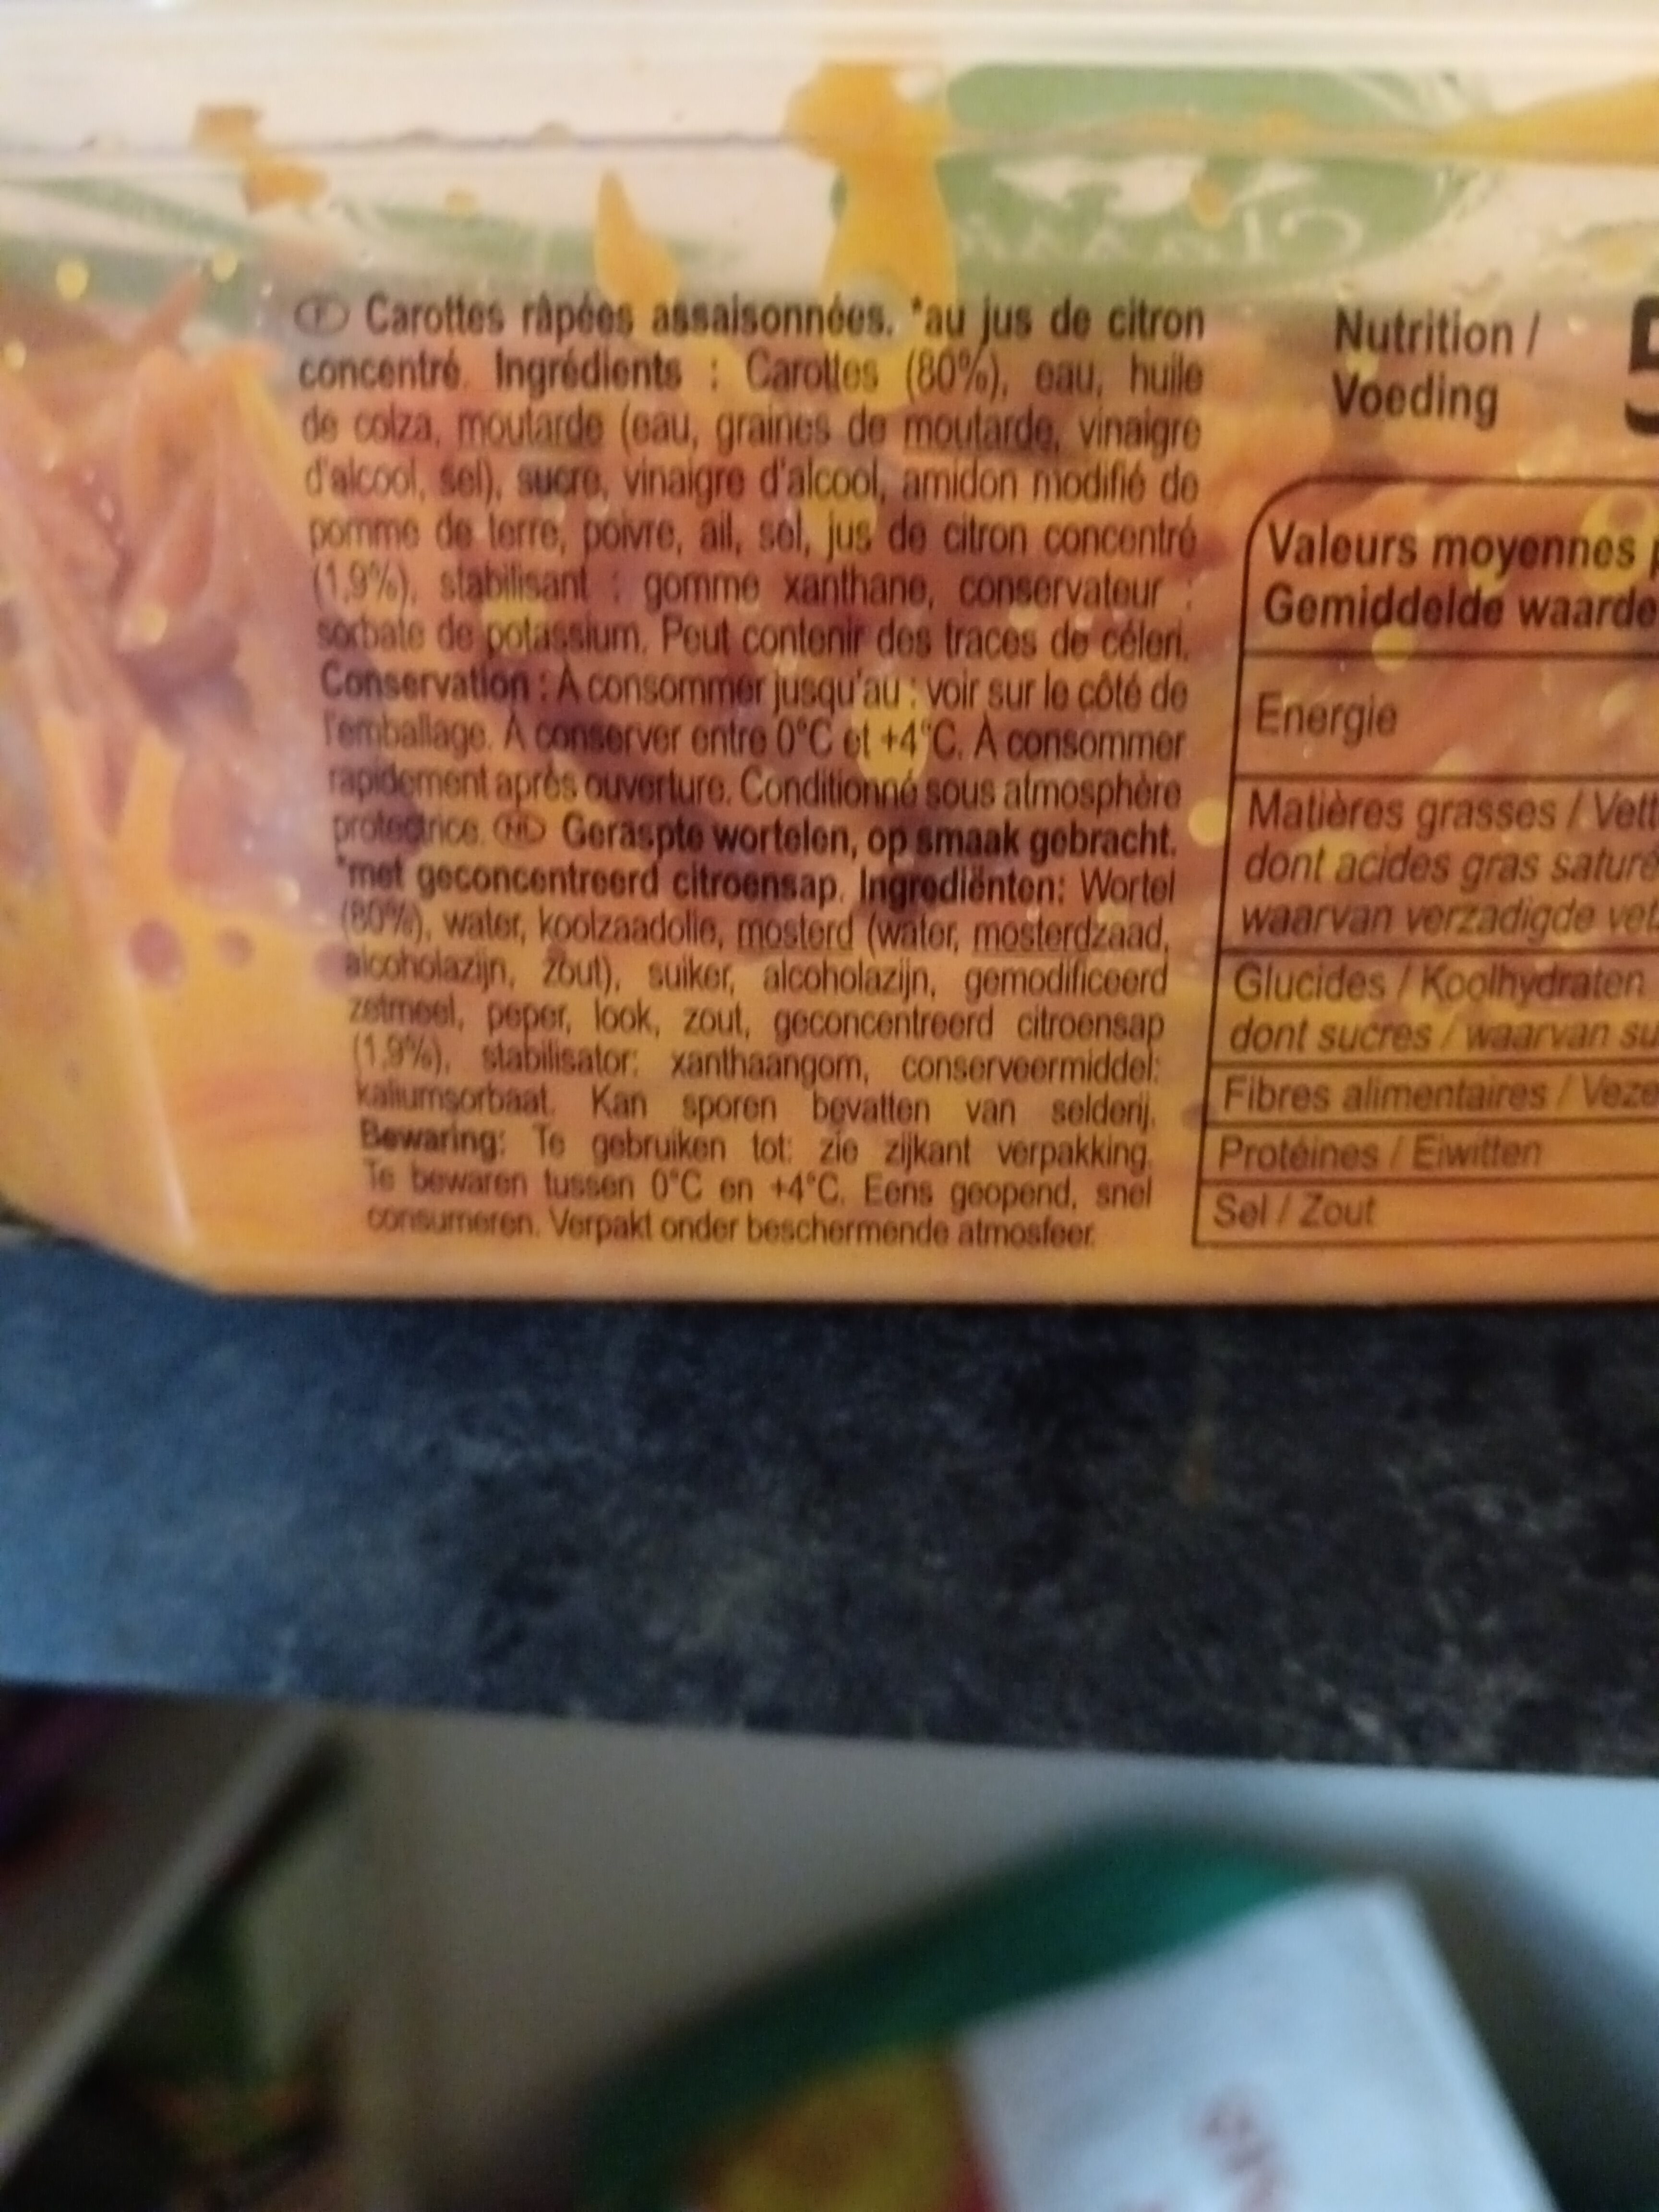 F Carottes râpées assaisonnées. *au jus de citron
concentré. Ingrédients : Carottes (80%), eau, huile
de colza, moutarde (eau, graines de moutarde, vinaigre
d'alcool, sel), sucre, vinaigre d'alcool, amidon modifié de
pomme de terre, poivre, ail, sel, jus de citron concentré
(1,9%), stabilisant : gomme xanthane, conservateur :
sorbate de potassium. Peut contenir des traces de céleri.
Conservation : À consommer jusqu'au : voir sur le côté de
l'emballage. À conserver entre 0°C et +4°C. À consommer
rapidement après ouverture. Conditionné sous atmosphère
protectrice. NL Geraspte wortelen, op smaak gebracht.
*met geconcentreerd citroensap. Ingrediënten: Wortel
(80%), water, koolzaadolie, mosterd (water, mosterdzaad,
alcoholazijn, zout), suiker, alcoholazijn, gemodificeerd
zetmeel, peper, look, zout, geconcentreerd citroensap
(1,9%), stabilisator: xanthaangom, conserveermiddel:
kaliumsorbaat. Kan sporen bevatten van selderij.
Bewaring: Te gebruiken tot: zie zijkant verpakking.
Te bewaren tussen 0°C en +4°C. Eens geopend, snel
consumeren. Verpakt onder beschermende atmosfeer.
Nutrition /
Voeding
Valeurs moyennes
Gemiddelde waarde
Energie
Matières grasses / Vett
dont acides gras saturé
waarvan verzadigde vet
Glucides / Koolhydraten
dont sucres / waarvan su
Fibres alimentaires / Veze
Protéines / Eiwitten
Sel / Zout